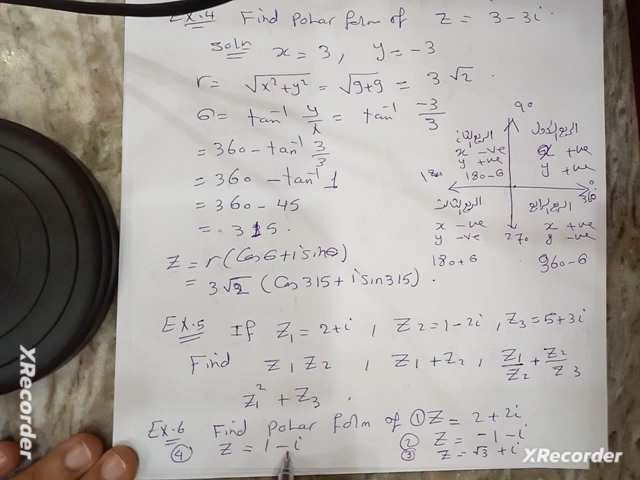 Ex.4 Find Polar form of z = 3 - 3i
Soln x = 3, y = -3
r = √x²+y² = √9+9 = 3√2.
θ = tan⁻¹ y/x = tan⁻¹ -3/3
= 360 - tan⁻¹ 3/3
= 360 - tan⁻¹ 1
= 360 - 45
= 315.
z = r(Cosθ + i sinθ)
= 3√2 (Cos 315 + i sin 315).
90
الربع الثاني
x -ve
y +ve
180-θ
الربع الأول
x +ve
y +ve
180
0
360
الربع الثالث
x -ve
y -ve
180+θ
270
الربع الرابع
x +ve
y -ve
360-θ
Ex.5 If z₁ = 2+i, z₂ = 1-2i, z₃ = 5+3i
Find z₁z₂, z₁+z₂, z₁/z₂ + z₂/z₃
z₁² + z₃.
Ex.6 Find Polar form of ① z = 2+2i
② z = -1-i
③ z = √3+i
④ z = 1-i
XRecorder
XRecorder